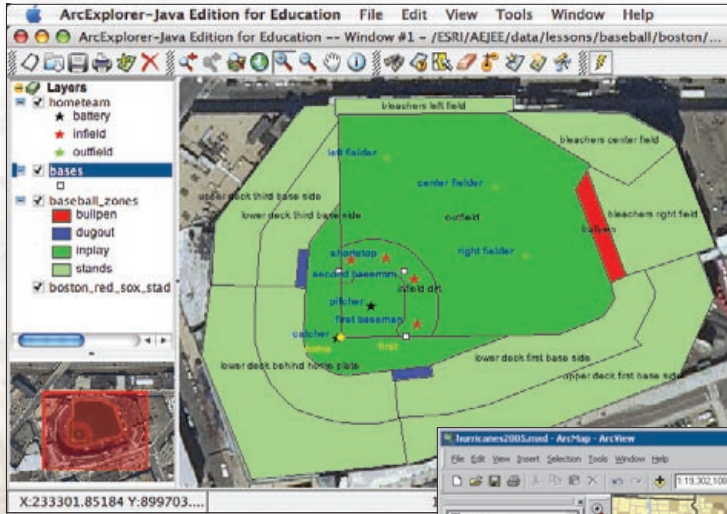 ArcExplorer-Java Edition for Education File Edit View Tools Window Help
ArcExplorer-Java Edition for Education -- Window #1 - /ESRI/AEJEE/data/lessons/baseball/boston/...
Layers
hometeam
battery
infield
outfield
bases
baseball_zones
bullpen
dugout
inplay
stands
boston_red_sox_stad
bleachers left field
bleachers center field
left fielder
center fielder
upper deck third base side
lower deck third base side
outfield
bleachers right field
bullpen
shortstop
right fielder
second baseman
infield dirt
pitcher
first baseman
catcher
home
first
lower deck behind home plate
lower deck first base side
upper deck first base side
X:233301.85184 Y:899703....
hurricanes2005.mxd - ArcMap - ArcView
File Edit View Insert Selection Tools Window Help